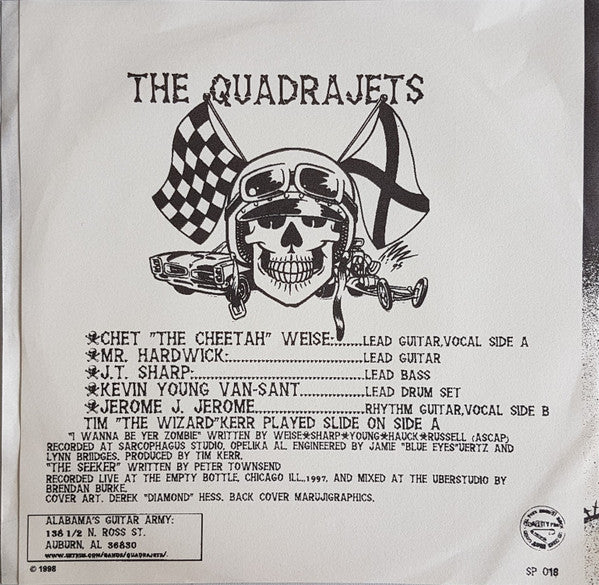 THE QUADRAJETS
CHET "THE CHEETAH" WEISE:......LEAD GUITAR,VOCAL SIDE A
MR. HARDWICK:..........................LEAD GUITAR
J.T. SHARP:.................................LEAD BASS
KEVIN YOUNG VAN-SANT..............LEAD DRUM SET
JEROME J. JEROME......................RHYTHM GUITAR,VOCAL SIDE B
TIM "THE WIZARD"KERR PLAYED SLIDE ON SIDE A
"I WANNA BE YER ZOMBIE" WRITTEN BY WEISE★SHARP★YOUNG★HAUCK★RUSSELL (ASCAP)
RECORDED AT SARCOPHAGUS STUDIO, OPELIKA AL. ENGINEERED BY JAMIE "BLUE EYES"UERTZ AND
LYNN BRIDGES. PRODUCED BY TIM KERR.
"THE SEEKER" WRITTEN BY PETER TOWNSEND
RECORDED LIVE AT THE EMPTY BOTTLE, CHICAGO ILL.,1997. AND MIXED AT THE UBERSTUDIO BY
BRENDAN BURKE.
COVER ART. DEREK "DIAMOND" HESS. BACK COVER MARUJIGRAPHICS.
ALABAMA'S GUITAR ARMY:
138 1/2 N. ROSS ST.
AUBURN, AL 36830
© 1998
SP 018